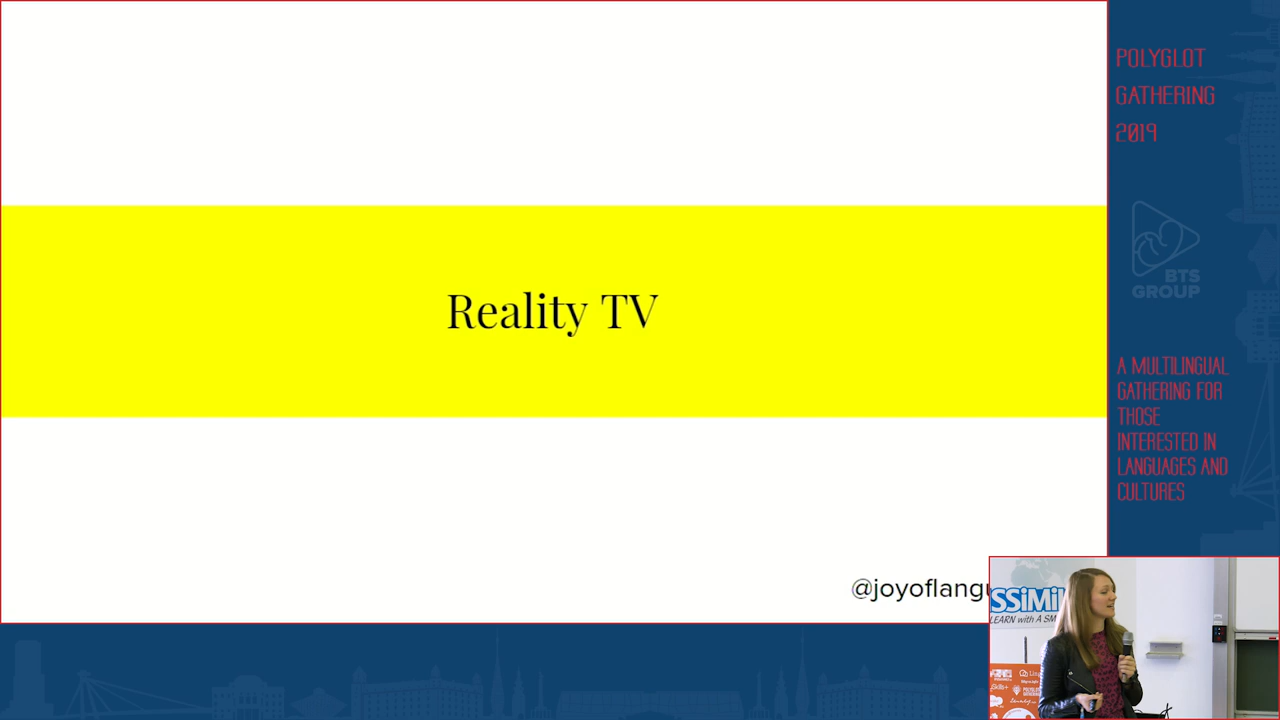 Reality TV
@joyoflangu
POLYGLOT
GATHERING
2019
BTS
GROUP
A MULTILINGUAL
GATHERING FOR
THOSE
INTERESTED IN
LANGUAGES AND
CULTURES
SSiMi
LEARN with A SM